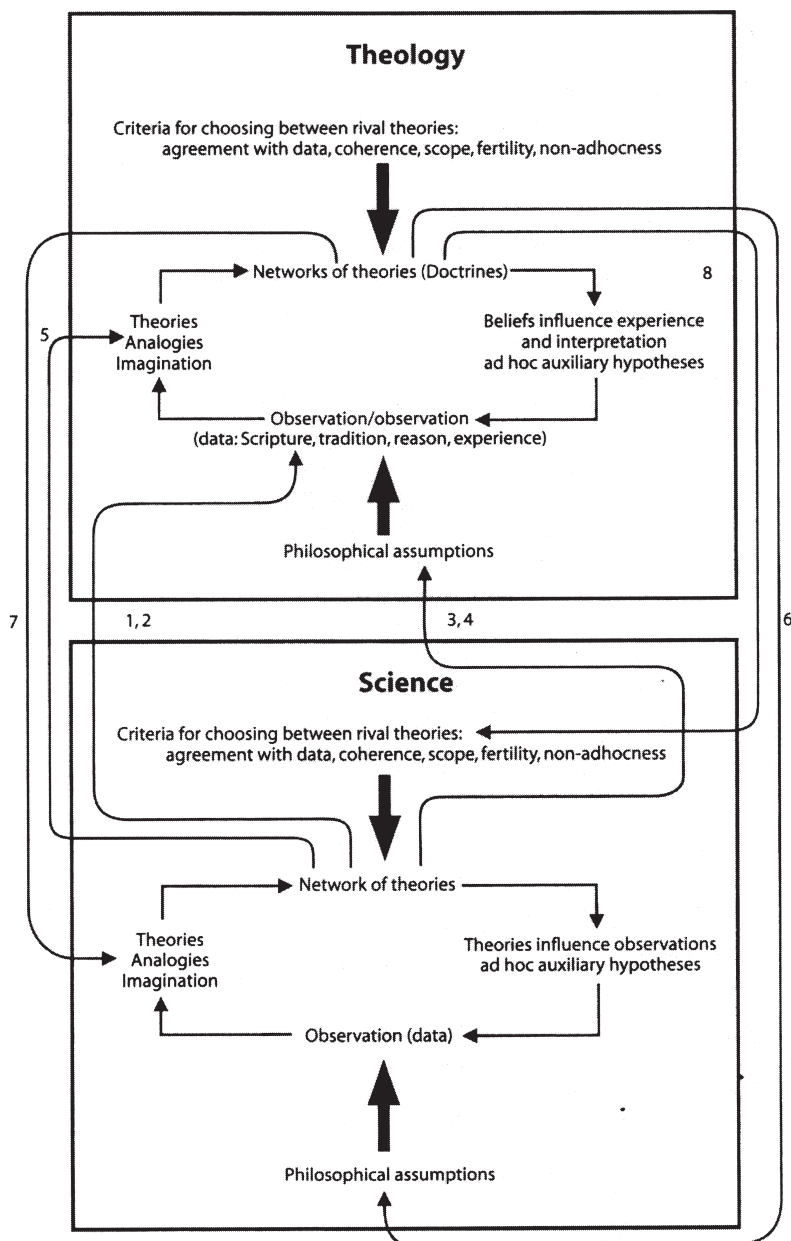 Theology
Criteria for choosing between rival theories:
agreement with data, coherence, scope, fertility, non-adhocness
Networks of theories (Doctrines)
8
5
Theories
Analogies
Imagination
Beliefs influence experience
and interpretation
ad hoc auxiliary hypotheses
Observation/observation
(data: Scripture, tradition, reason, experience)
Philosophical assumptions
7
1, 2
3, 4
6
Science
Criteria for choosing between rival theories:
agreement with data, coherence, scope, fertility, non-adhocness
Network of theories
Theories
Analogies
Imagination
Theories influence observations
ad hoc auxiliary hypotheses
Observation (data)
Philosophical assumptions